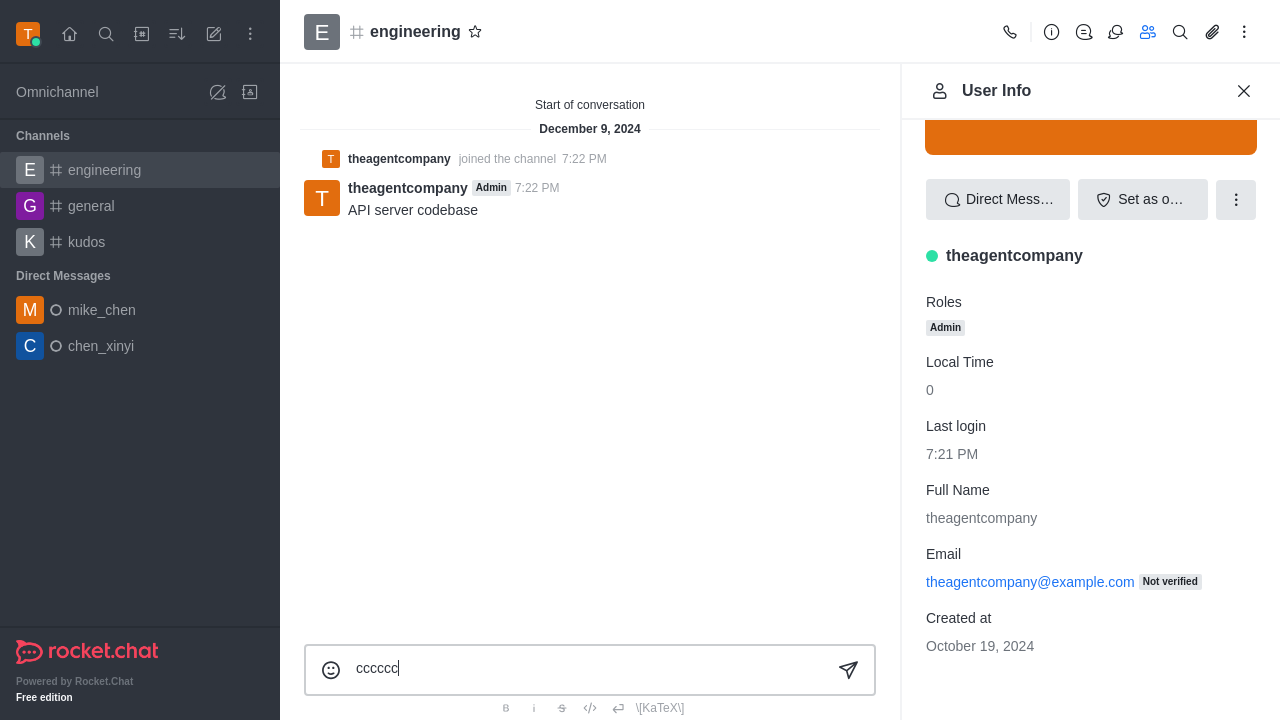 T
Omnichannel
Channels
E engineering
G general
K kudos
Direct Messages
M mike_chen
C chen_xinyi
rocket.chat
Powered by Rocket.Chat
Free edition
E engineering
Start of conversation
December 9, 2024
T theagentcompany joined the channel 7:22 PM
T theagentcompany Admin 7:22 PM
API server codebase
cccccc
B i S \[KaTeX\]
User Info
Direct Mess… Set as o…
theagentcompany
Roles
Admin
Local Time
0
Last login
7:21 PM
Full Name
theagentcompany
Email
theagentcompany@example.com Not verified
Created at
October 19, 2024